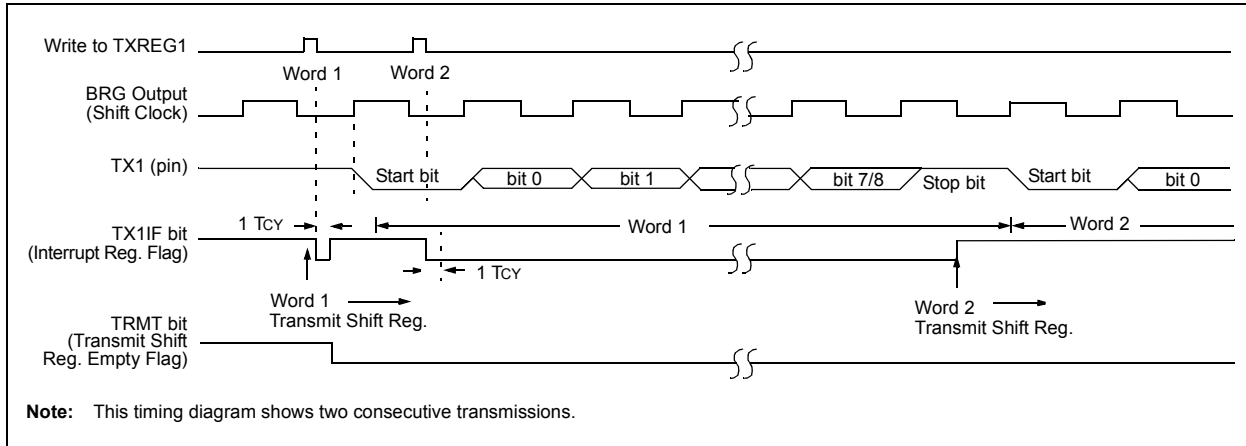 Write to TXREG1
Word 1
Word 2
BRG Output
(Shift Clock)
TX1 (pin)
Start bit
bit 0
bit 1
bit 7/8
Stop bit
Start bit
bit 0
1 TCY
Word 1
Word 2
TX1IF bit
(Interrupt Reg. Flag)
1 TCY
Word 1
Transmit Shift Reg.
Word 2
Transmit Shift Reg.
TRMT bit
(Transmit Shift
Reg. Empty Flag)
Note: This timing diagram shows two consecutive transmissions.